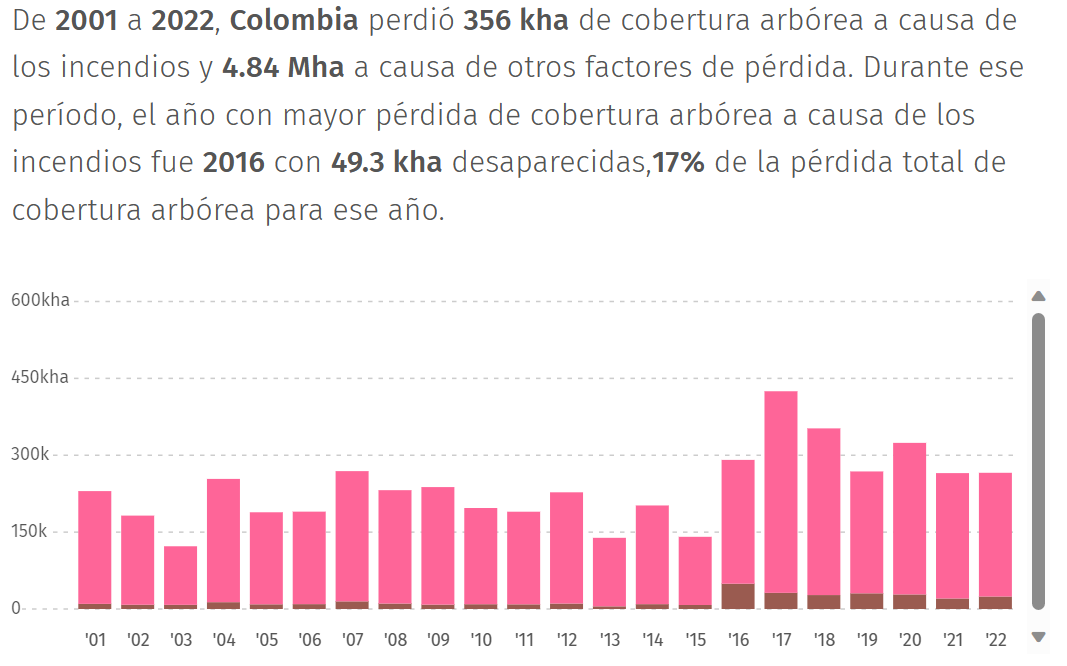 De 2001 a 2022, Colombia perdió 356 kha de cobertura arbórea a causa de
los incendios y 4.84 Mha a causa de otros factores de pérdida. Durante ese
período, el año con mayor pérdida de cobertura arbórea a causa de los
incendios fue 2016 con 49.3 kha desaparecidas,17% de la pérdida total de
cobertura arbórea para ese año.
600kha
450kha
300k
150k
0
'01 '02 '03 '04 '05 '06 '07 '08 '09 '10 '11 '12 '13 '14 '15 '16 '17 '18 '19 '20 '21 '22